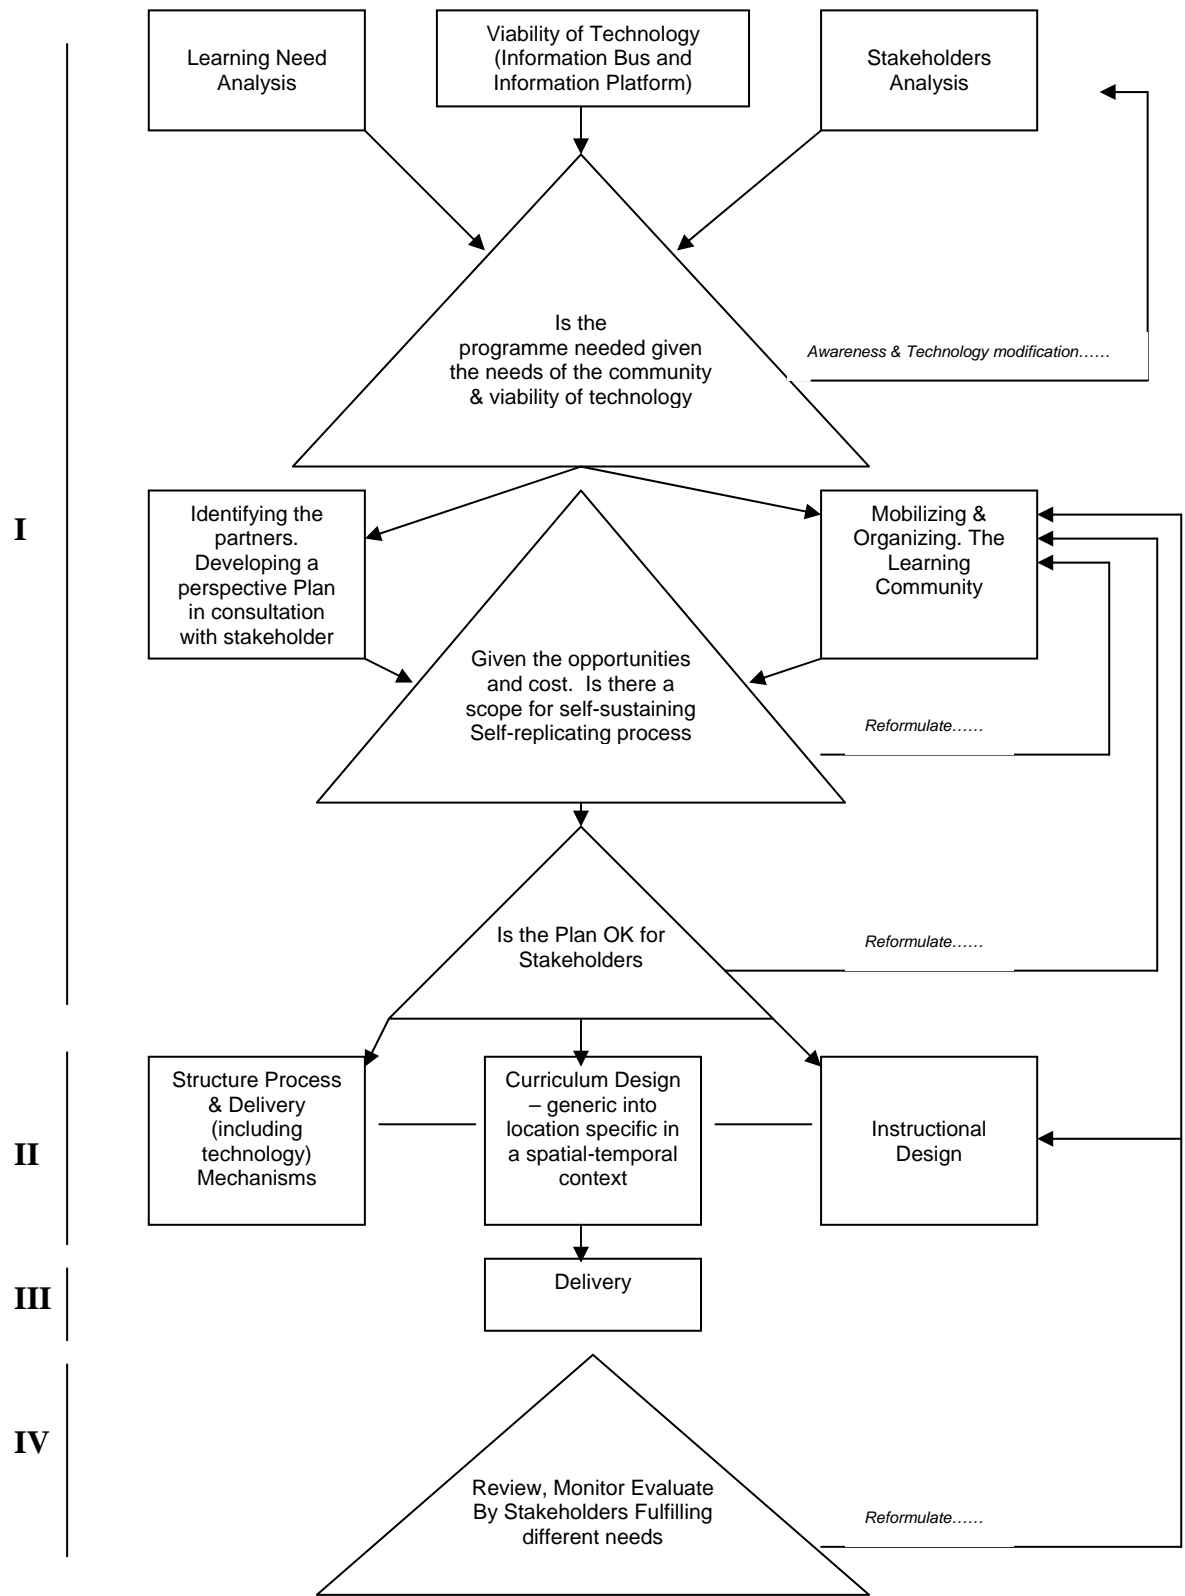 Learning Need
Analysis
Viability of Technology
(Information Bus and
Information Platform)
Stakeholders
Analysis
Is the
programme needed given
the needs of the community
& viability of technology
Awareness & Technology modification……
I
Identifying the
partners.
Developing a
perspective Plan
in consultation
with stakeholder
Mobilizing &
Organizing. The
Learning
Community
Given the opportunities
and cost.  Is there a
scope for self-sustaining
Self-replicating process
Reformulate……
Is the Plan OK for
Stakeholders
Reformulate……
II
Structure Process
& Delivery
(including
technology)
Mechanisms
Curriculum Design
– generic into
location specific in
a spatial-temporal
context
Instructional
Design
III
Delivery
IV
Review, Monitor Evaluate
By Stakeholders Fulfilling
different needs
Reformulate……